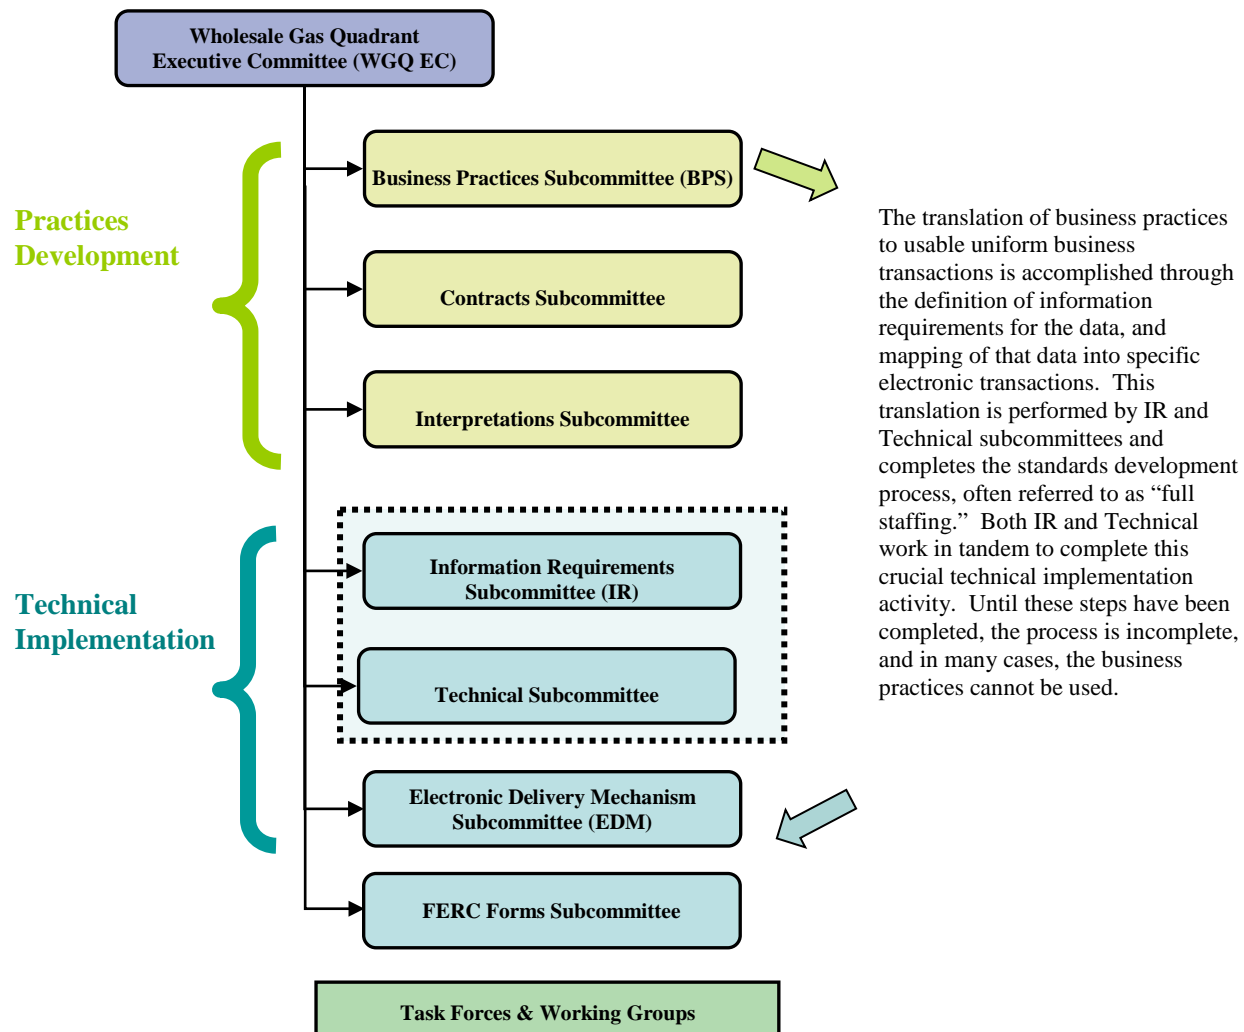 Wholesale Gas Quadrant
Executive Committee (WGQ EC)
Practices
Development
Business Practices Subcommittee (BPS)
Contracts Subcommittee
Interpretations Subcommittee
Technical
Implementation
Information Requirements
Subcommittee (IR)
Technical Subcommittee
Electronic Delivery Mechanism
Subcommittee (EDM)
FERC Forms Subcommittee
Task Forces & Working Groups
The translation of business practices
to usable uniform business
transactions is accomplished through
the definition of information
requirements for the data, and
mapping of that data into specific
electronic transactions.  This
translation is performed by IR and
Technical subcommittees and
completes the standards development
process, often referred to as “full
staffing.”  Both IR and Technical
work in tandem to complete this
crucial technical implementation
activity.  Until these steps have been
completed, the process is incomplete,
and in many cases, the business
practices cannot be used.